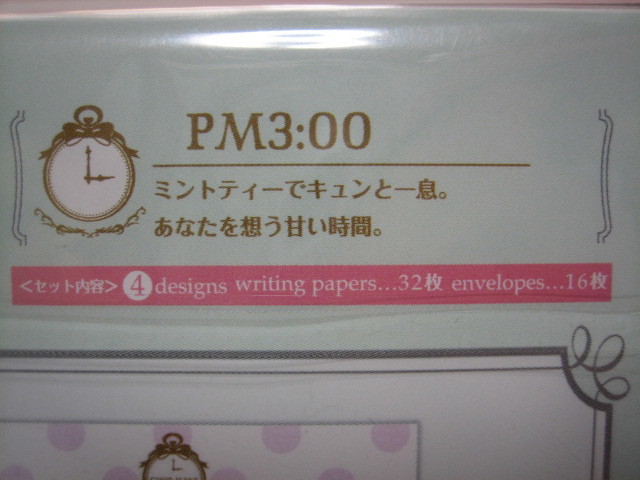 PM3:00
ミントティーでキュンと一息。
あなたを想う甘い時間。
<セット内容> 4 designs writing papers...32枚 envelopes...16枚